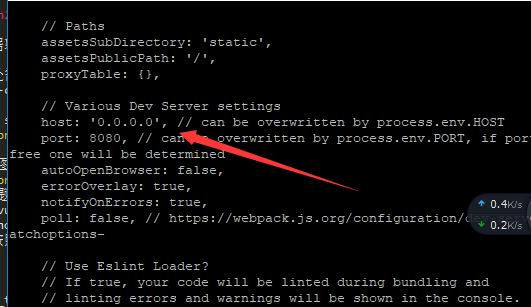 // Paths
assetsSubDirectory: 'static',
assetsPublicPath: '/',
proxyTable: {},
// Various Dev Server settings
host: '0.0.0.0', // can be overwritten by process.env.HOST
port: 8080, // can be overwritten by process.env.PORT, if port
free one will be determined
autoOpenBrowser: false,
errorOverlay: true,
notifyOnErrors: true,
poll: false, // https://webpack.js.org/configuration/
atchoptions-
0.4K/s
0.2K/s
// Use Eslint Loader?
// If true, your code will be linted during bundling and
// linting errors and warnings will be shown in the console.